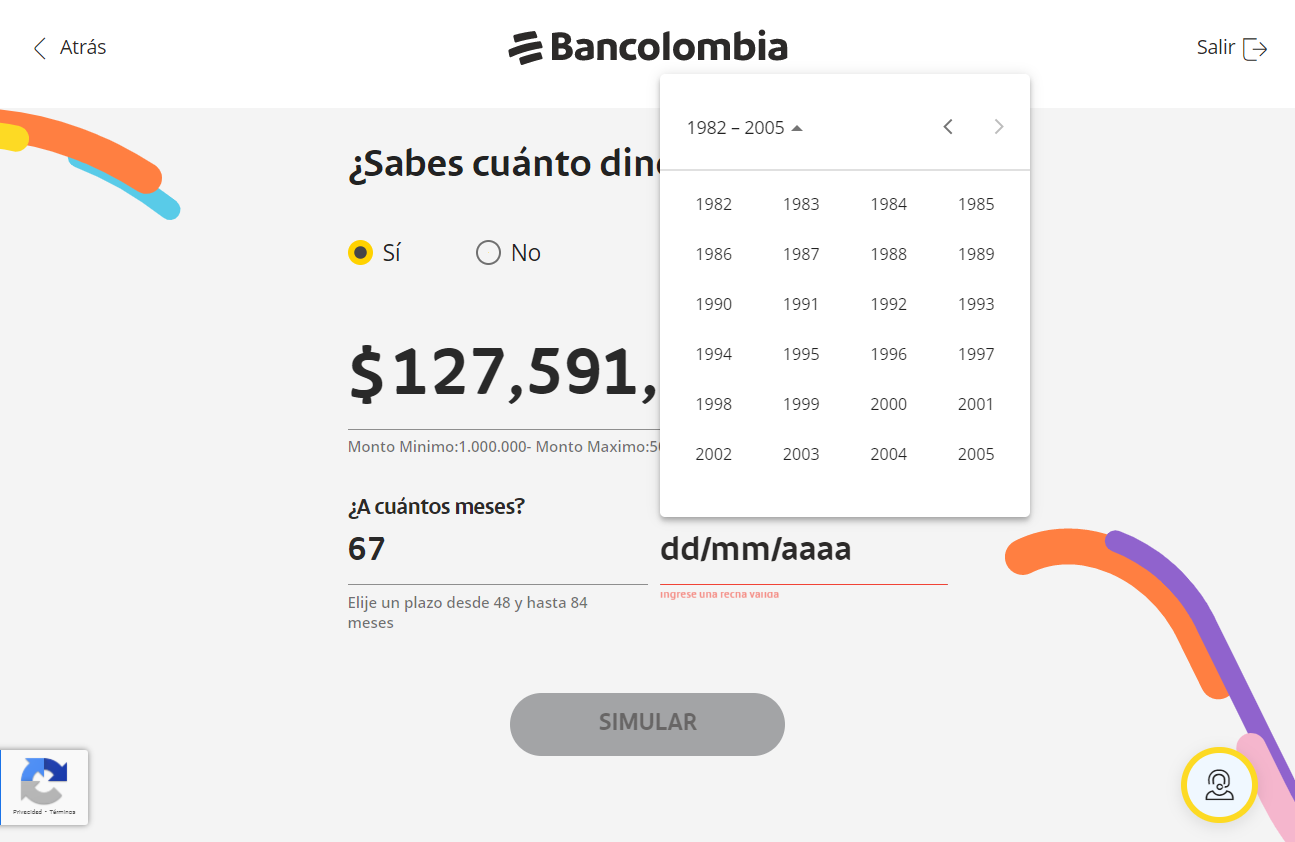 Atrás
Bancolombia
Salir
1982 – 2005
¿Sabes cuánto din
1982 1983 1984 1985
1986 1987 1988 1989
1990 1991 1992 1993
1994 1995 1996 1997
1998 1999 2000 2001
2002 2003 2004 2005
Sí
No
$127,591,
Monto Minimo:1.000.000- Monto Maximo:5
¿A cuántos meses?
67
dd/mm/aaaa
Elije un plazo desde 48 y hasta 84
meses
Ingrese una fecha valida
SIMULAR
Privacidad - Términos